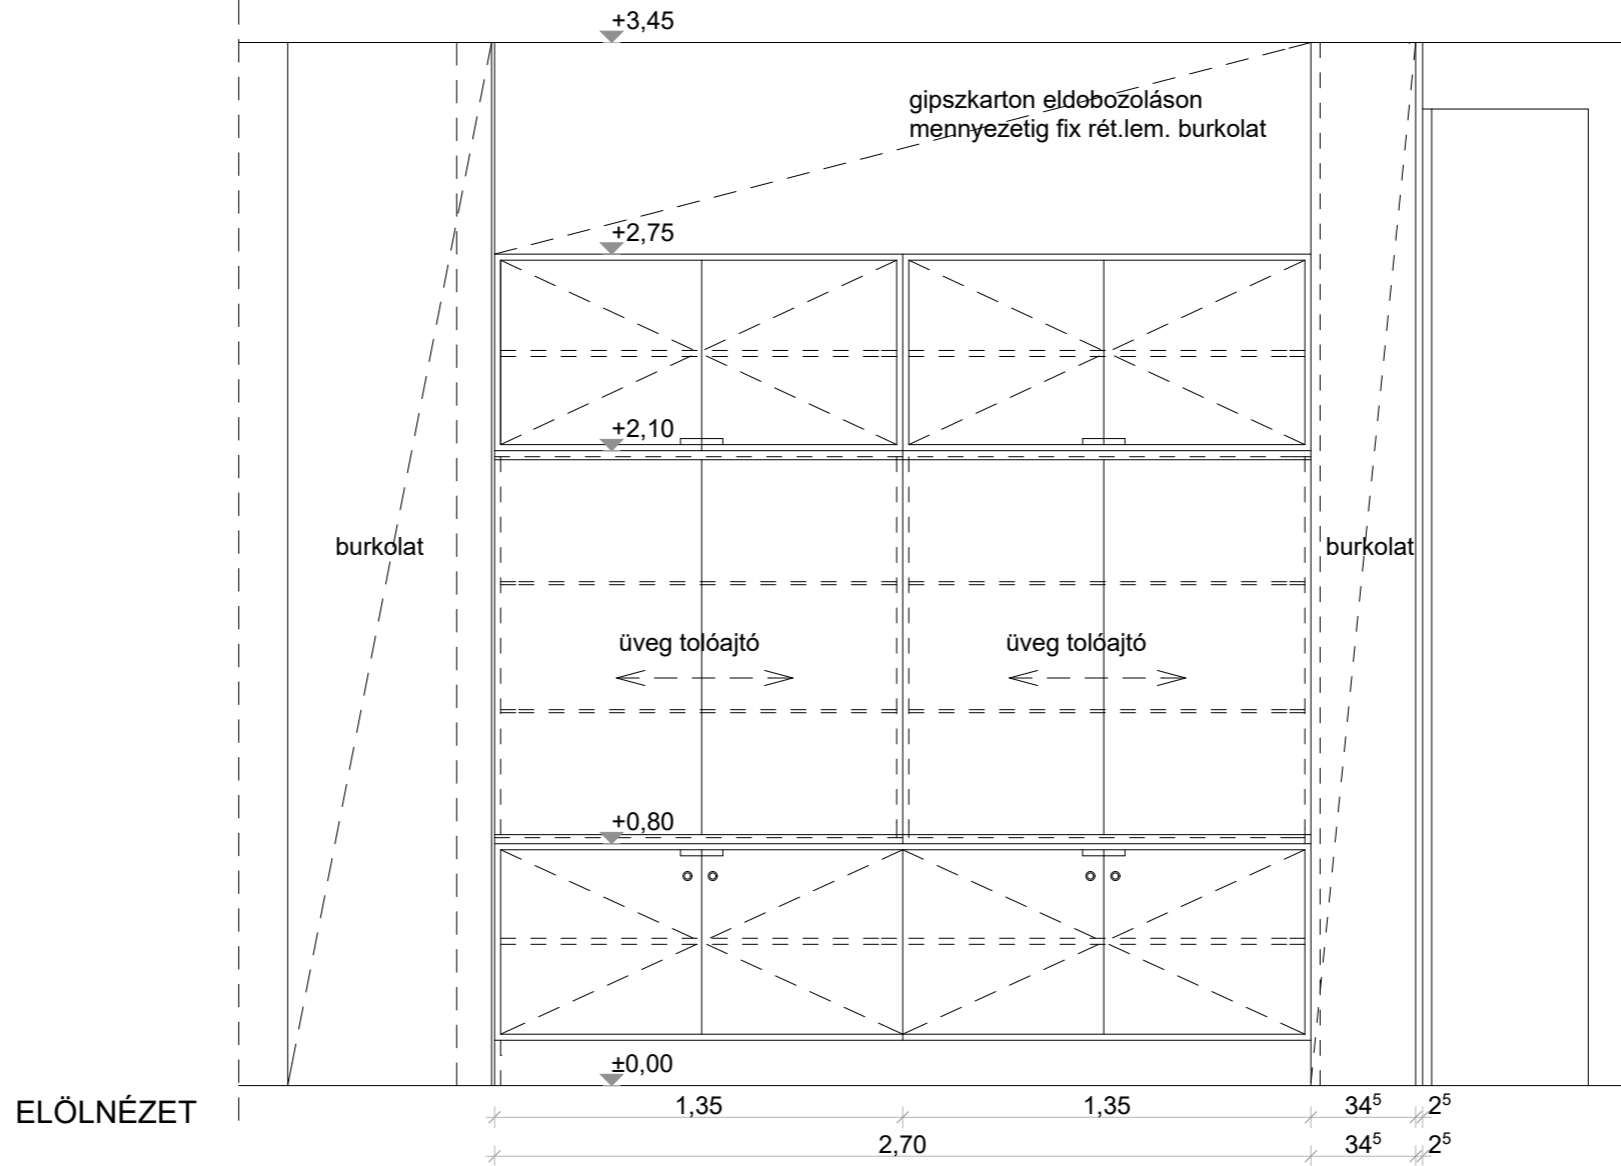 +3,45
gipszkarton eldobozoláson
mennyezetig fix rét.lem. burkolat
+2,75
+2,10
burkolat
burkolat
üveg tolóajtó
üveg tolóajtó
+0,80
±0,00
ELÖLNÉZET
1,35
1,35
34⁵
2⁵
2,70
34⁵
2⁵